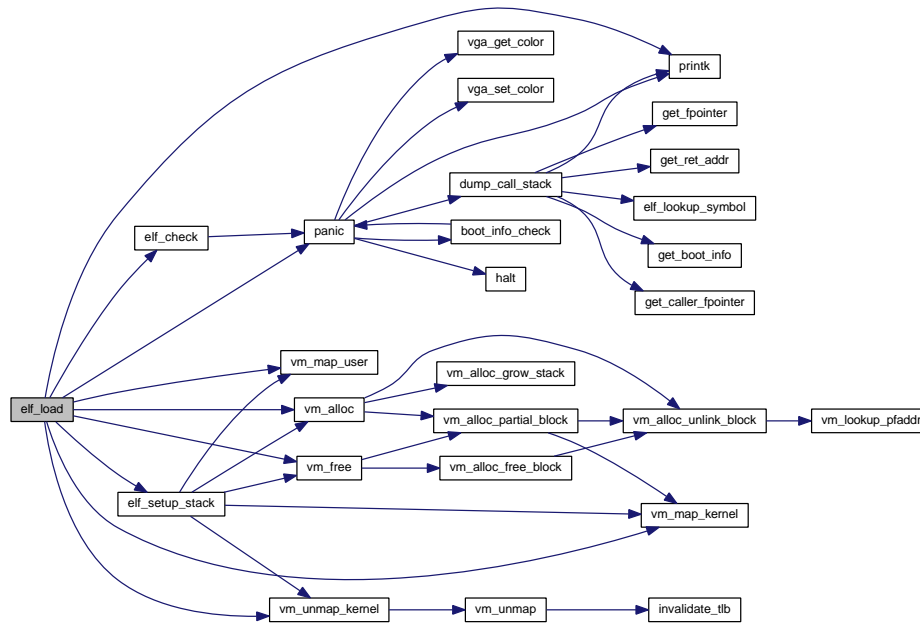 vga_get_color
printk
vga_set_color
get_fpointer
get_ret_addr
dump_call_stack
elf_lookup_symbol
panic
boot_info_check
elf_check
get_boot_info
halt
get_caller_fpointer
vm_map_user
vm_alloc_grow_stack
elf_load
vm_alloc
vm_alloc_partial_block
vm_alloc_unlink_block
vm_lookup_pfaddr
vm_free
vm_alloc_free_block
elf_setup_stack
vm_map_kernel
vm_unmap_kernel
vm_unmap
invalidate_tlb